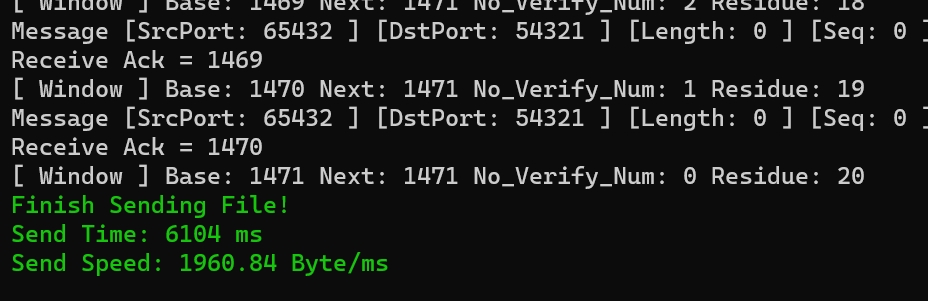 [ Window ] Base: 1469 Next: 1471 No_Verify_Num: 2 Residue: 18
Message [SrcPort: 65432 ] [DstPort: 54321 ] [Length: 0 ] [Seq: 0 ]
Receive Ack = 1469
[ Window ] Base: 1470 Next: 1471 No_Verify_Num: 1 Residue: 19
Message [SrcPort: 65432 ] [DstPort: 54321 ] [Length: 0 ] [Seq: 0 ]
Receive Ack = 1470
[ Window ] Base: 1471 Next: 1471 No_Verify_Num: 0 Residue: 20
Finish Sending File!
Send Time: 6104 ms
Send Speed: 1960.84 Byte/ms